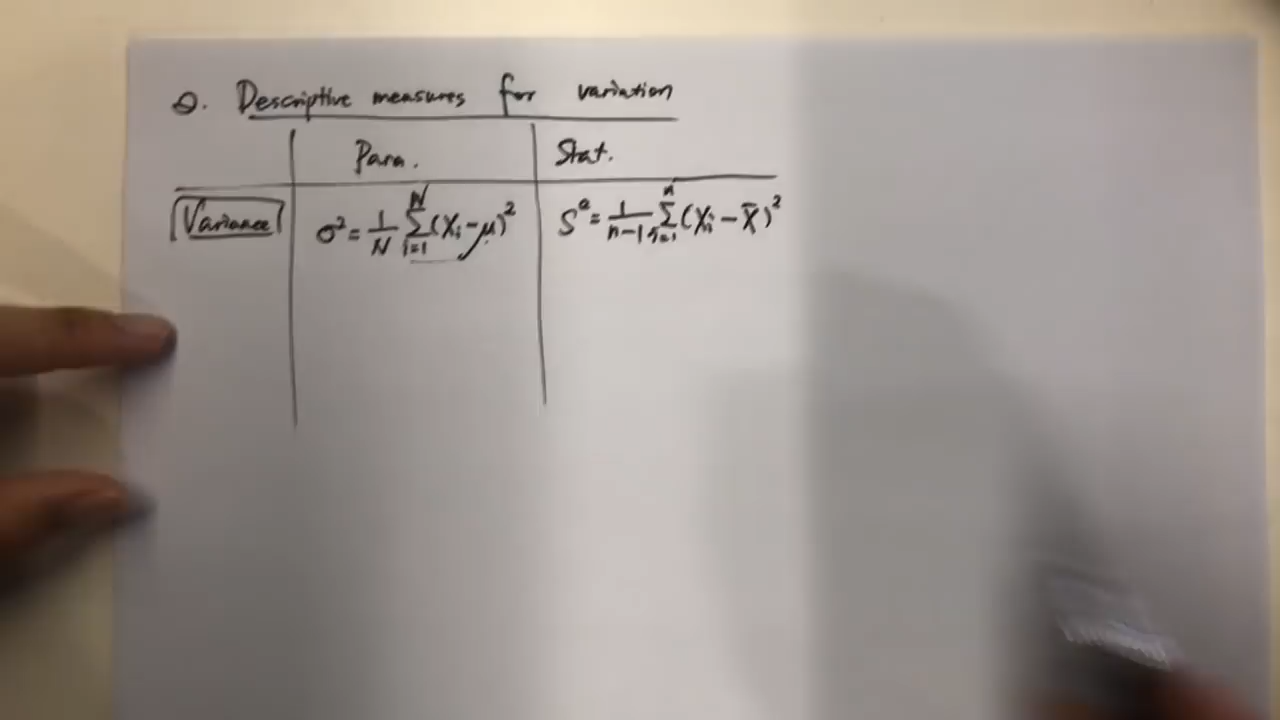 2. Descriptive measures for variation
Para. Stat.
Variance σ² = 1/N Σ_{i=1}^{N} (Xᵢ - μ)² S² = 1/(n-1) Σ_{i=1}^{n} (Xᵢ - X̄)²